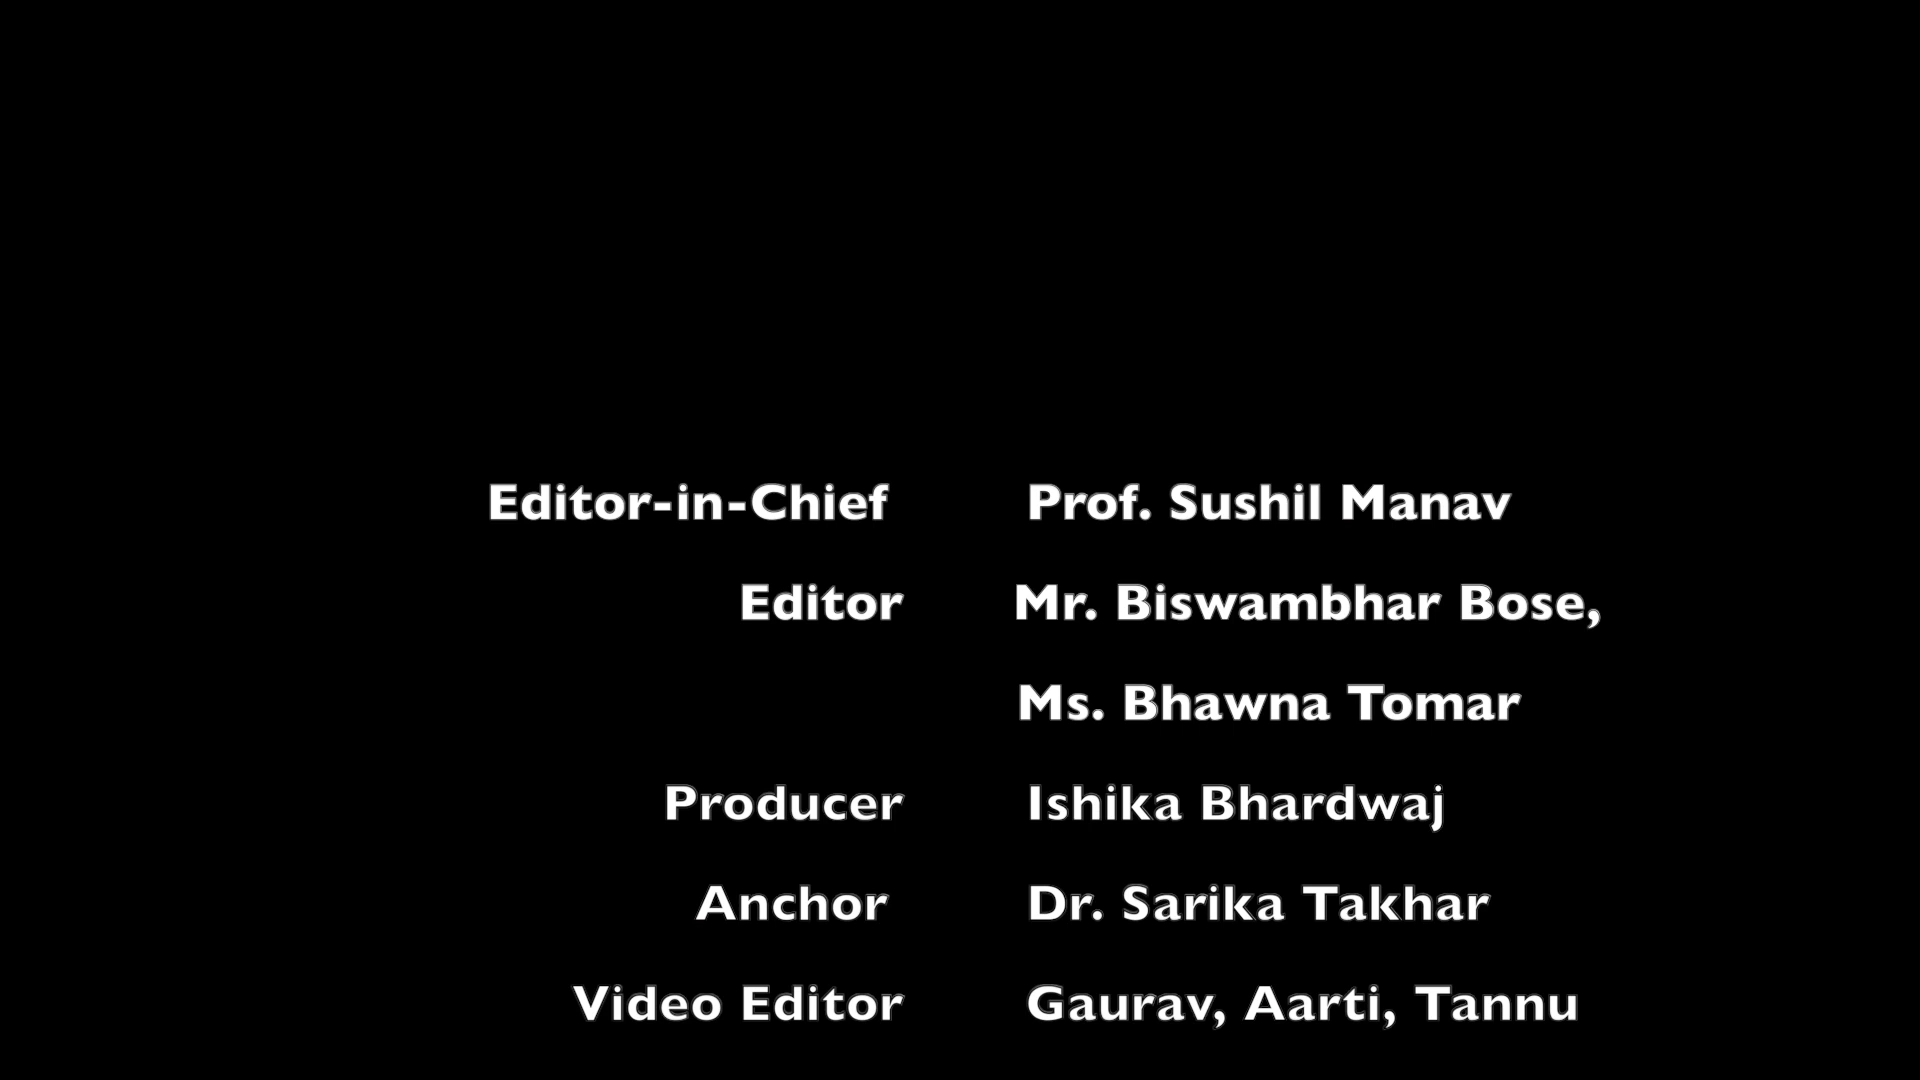 Editor-in-Chief Prof. Sushil Manav
Editor Mr. Biswambhar Bose,
Ms. Bhawna Tomar
Producer Ishika Bhardwaj
Anchor Dr. Sarika Takhar
Video Editor Gaurav, Aarti, Tannu